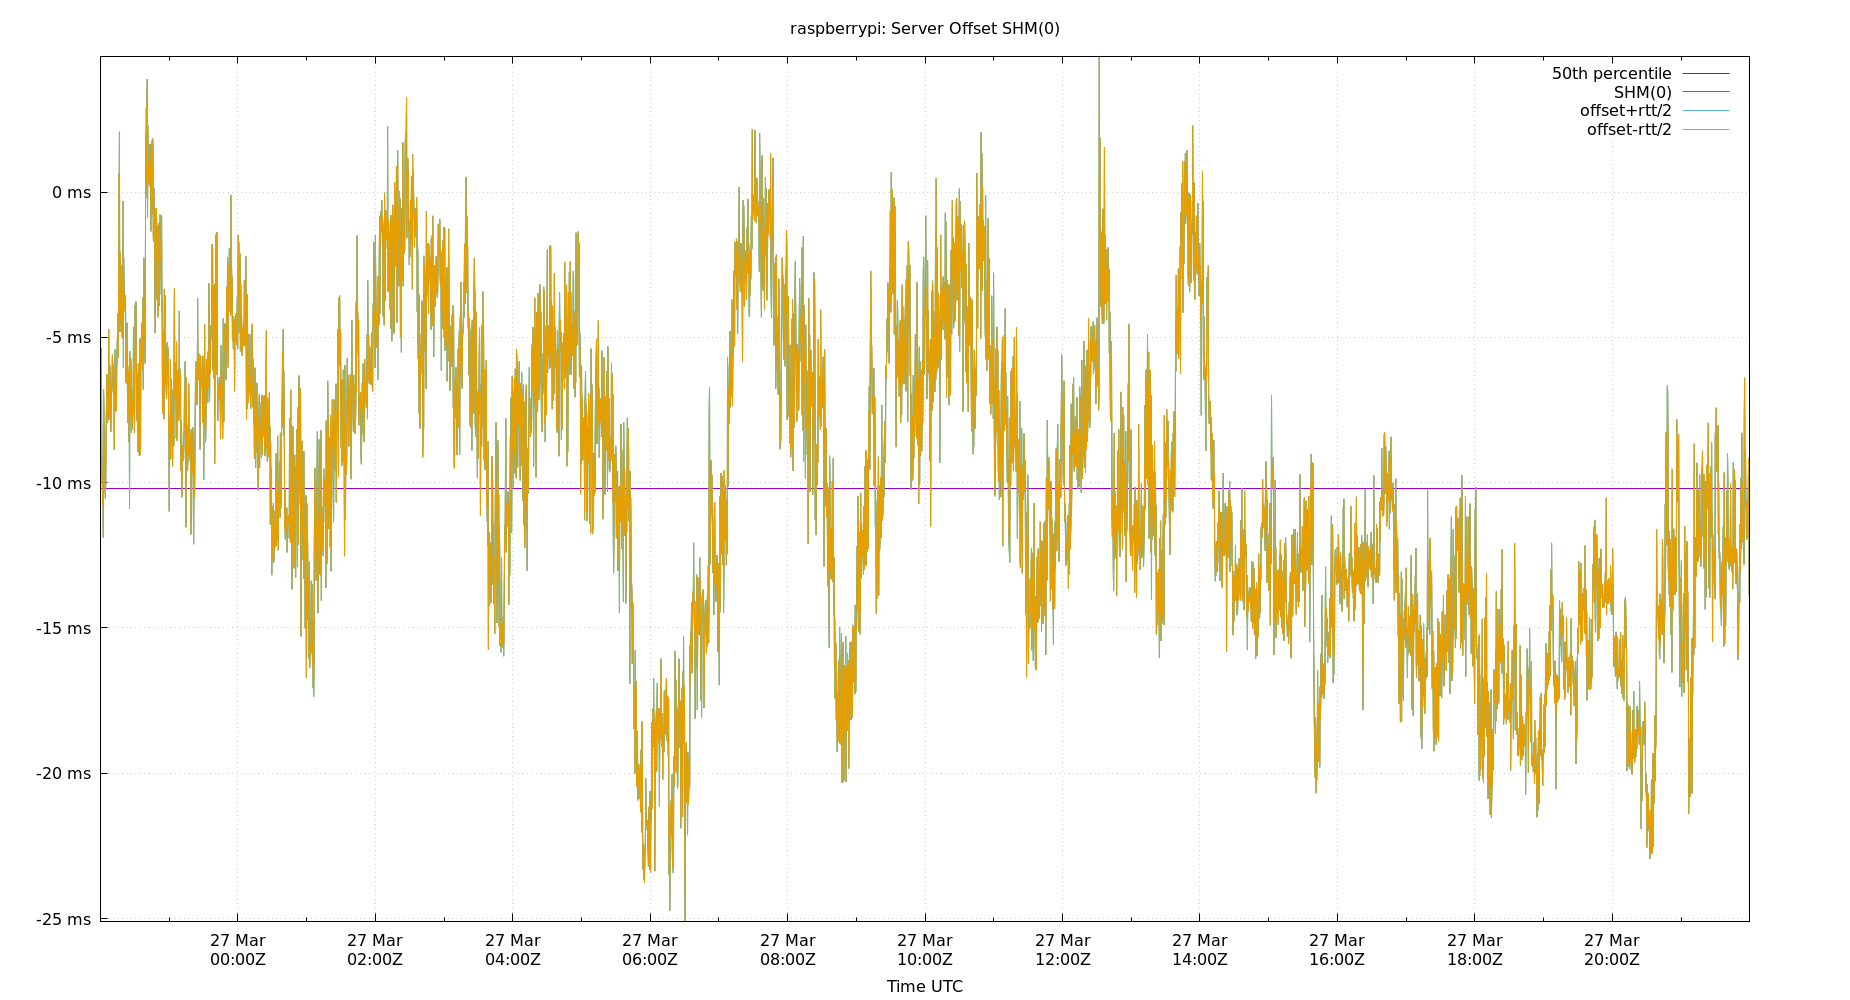 raspberrypi: Server Offset SHM(0)
50th percentile
SHM(0)
offset+rtt/2
offset-rtt/2
0 ms
-5 ms
-10 ms
-15 ms
-20 ms
-25 ms
27 Mar 27 Mar 27 Mar 27 Mar 27 Mar 27 Mar 27 Mar 27 Mar 27 Mar 27 Mar 27 Mar
00:00Z 02:00Z 04:00Z 06:00Z 08:00Z 10:00Z 12:00Z 14:00Z 16:00Z 18:00Z 20:00Z
Time UTC